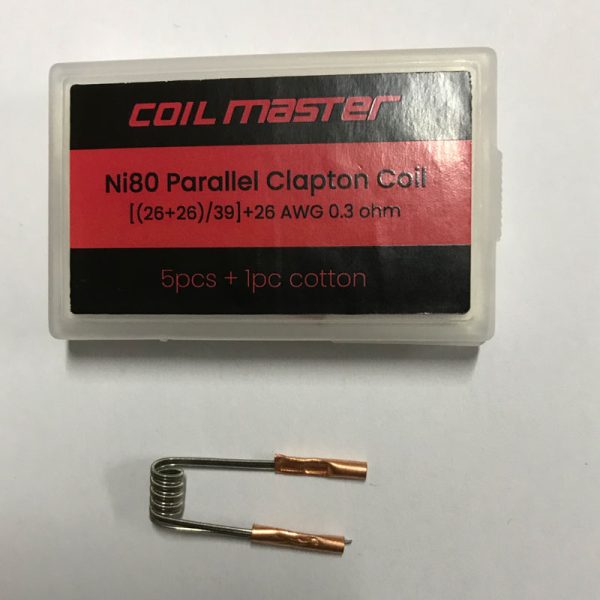 COIL MASTER
Ni80 Parallel Clapton Coil
[(26+26)/39]+26 AWG 0.3 ohm
5pcs + 1pc cotton